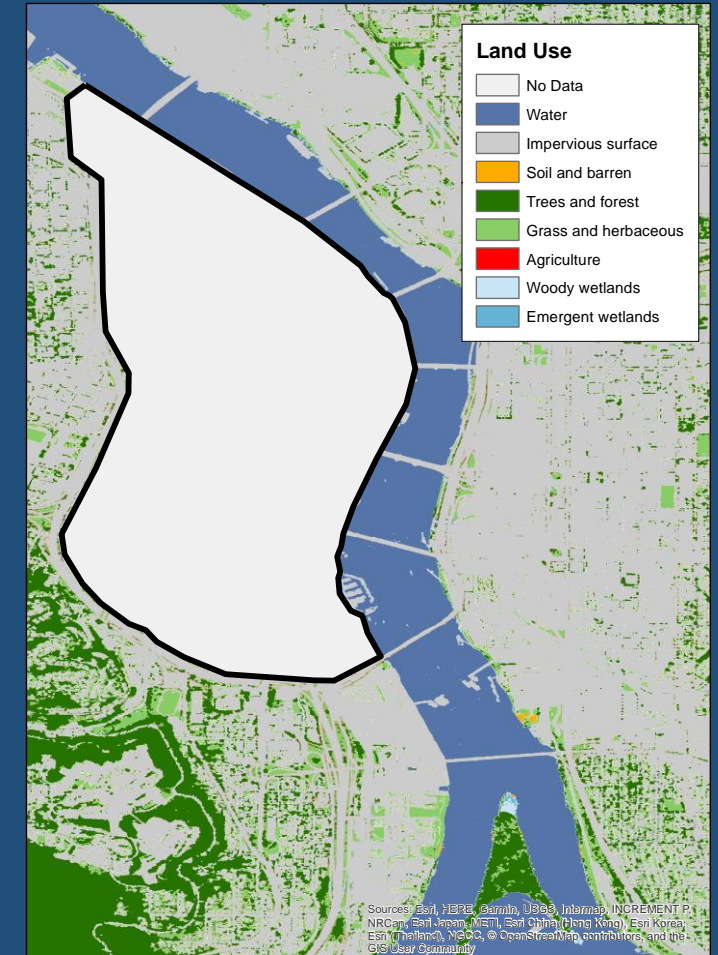 Land Use
No Data
Water
Impervious surface
Soil and barren
Trees and forest
Grass and herbaceous
Agriculture
Woody wetlands
Emergent wetlands
Sources: Esri, HERE, Garmin, USGS, Intermap, INCREMENT P,
NRCan, Esri Japan, METI, Esri China (Hong Kong), Esri Korea,
Esri (Thailand), NGCC, © OpenStreetMap contributors, and the
GIS User Community